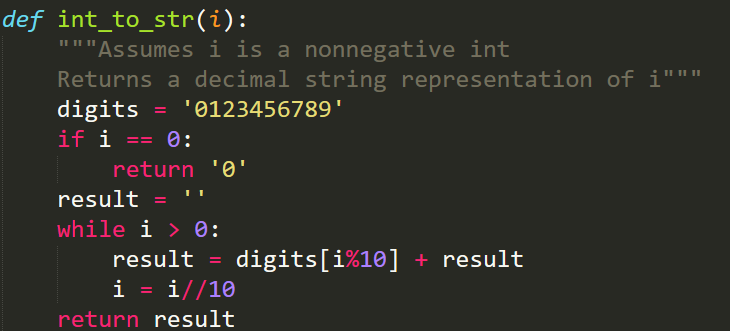 def int_to_str(i):
    """Assumes i is a nonnegative int
    Returns a decimal string representation of i"""
    digits = '0123456789'
    if i == 0:
        return '0'
    result = ''
    while i > 0:
        result = digits[i%10] + result
        i = i//10
    return result